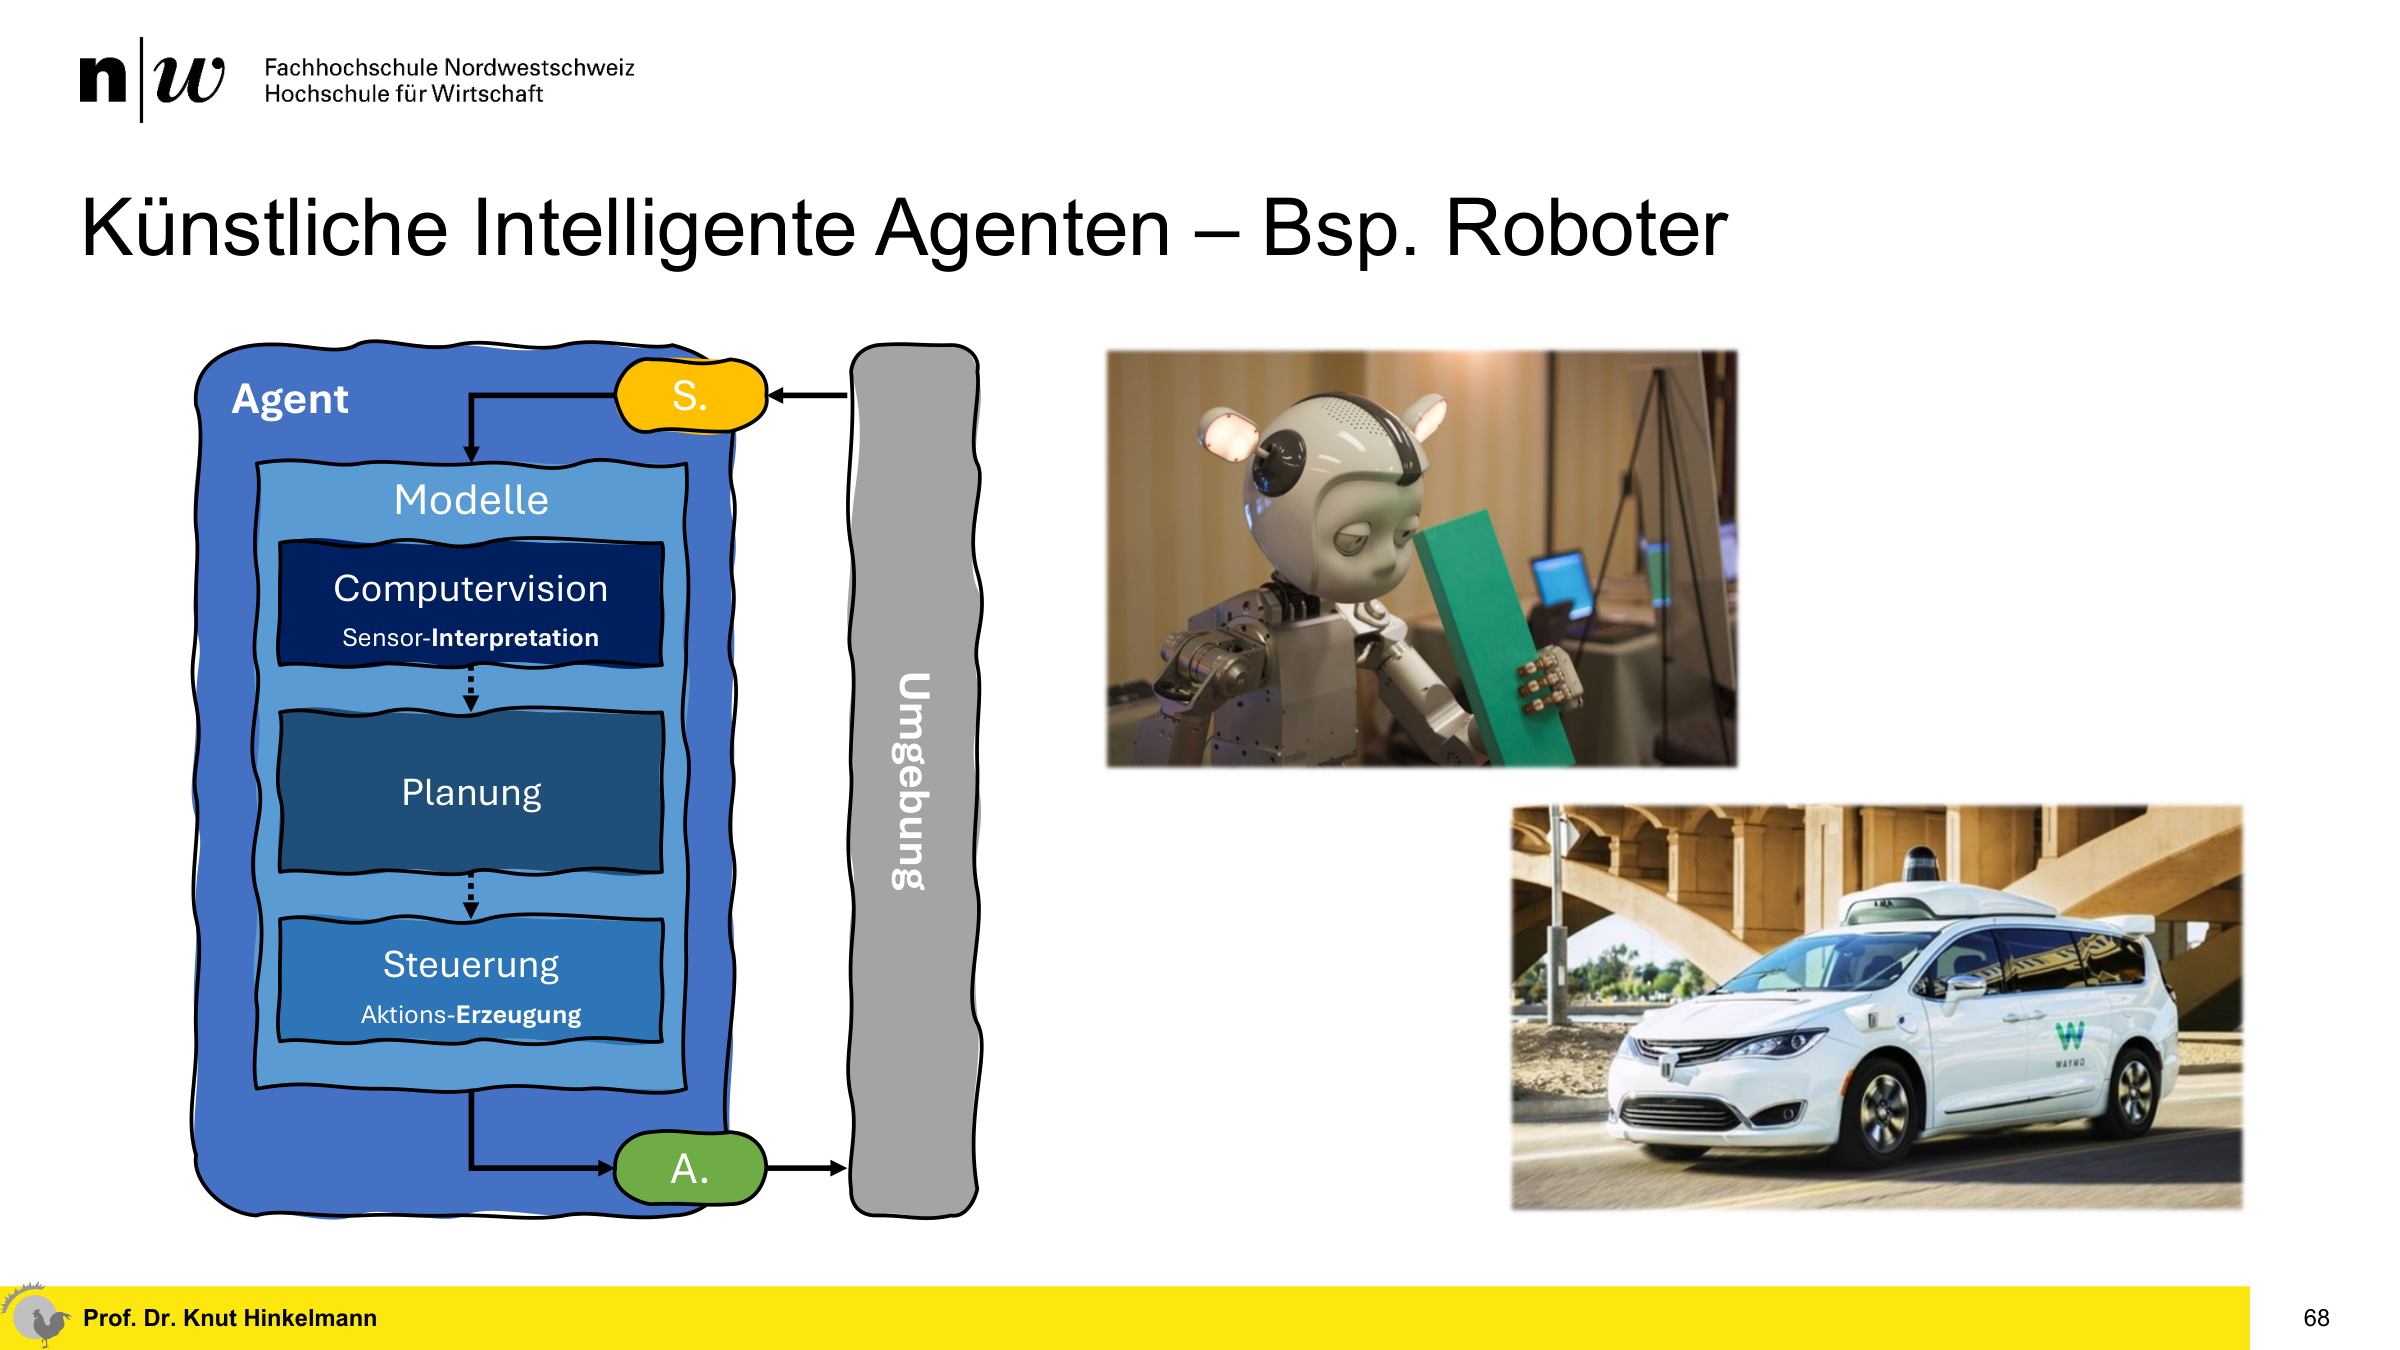 n w
Fachhochschule Nordwestschweiz
Hochschule für Wirtschaft
Künstliche Intelligente Agenten – Bsp. Roboter
Agent
S.
Modelle
Computervision
Sensor-Interpretation
Planung
Steuerung
Aktions-Erzeugung
A.
Umgebung
WAYMO
Prof. Dr. Knut Hinkelmann
68